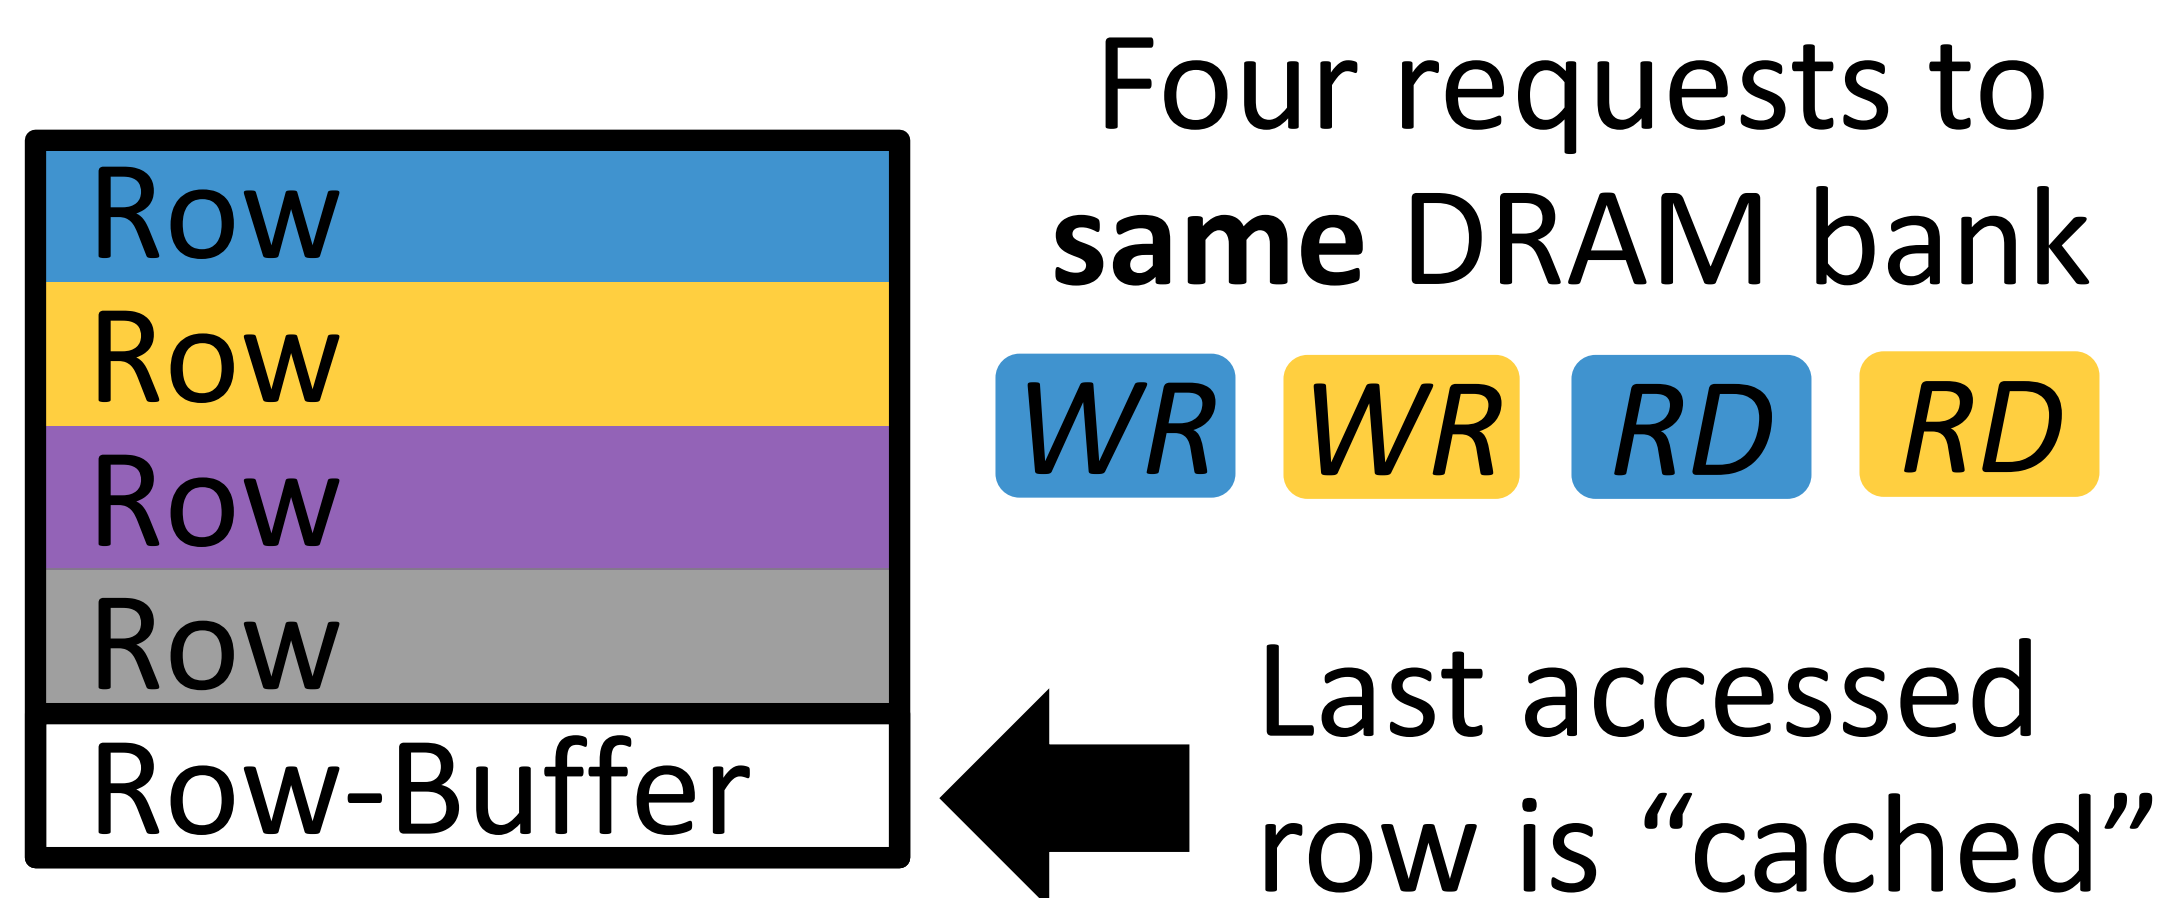 Four requests to
same DRAM bank
WR WR RD RD
Row
Row
Row
Row
Row-Buffer
Last accessed
row is “cached”